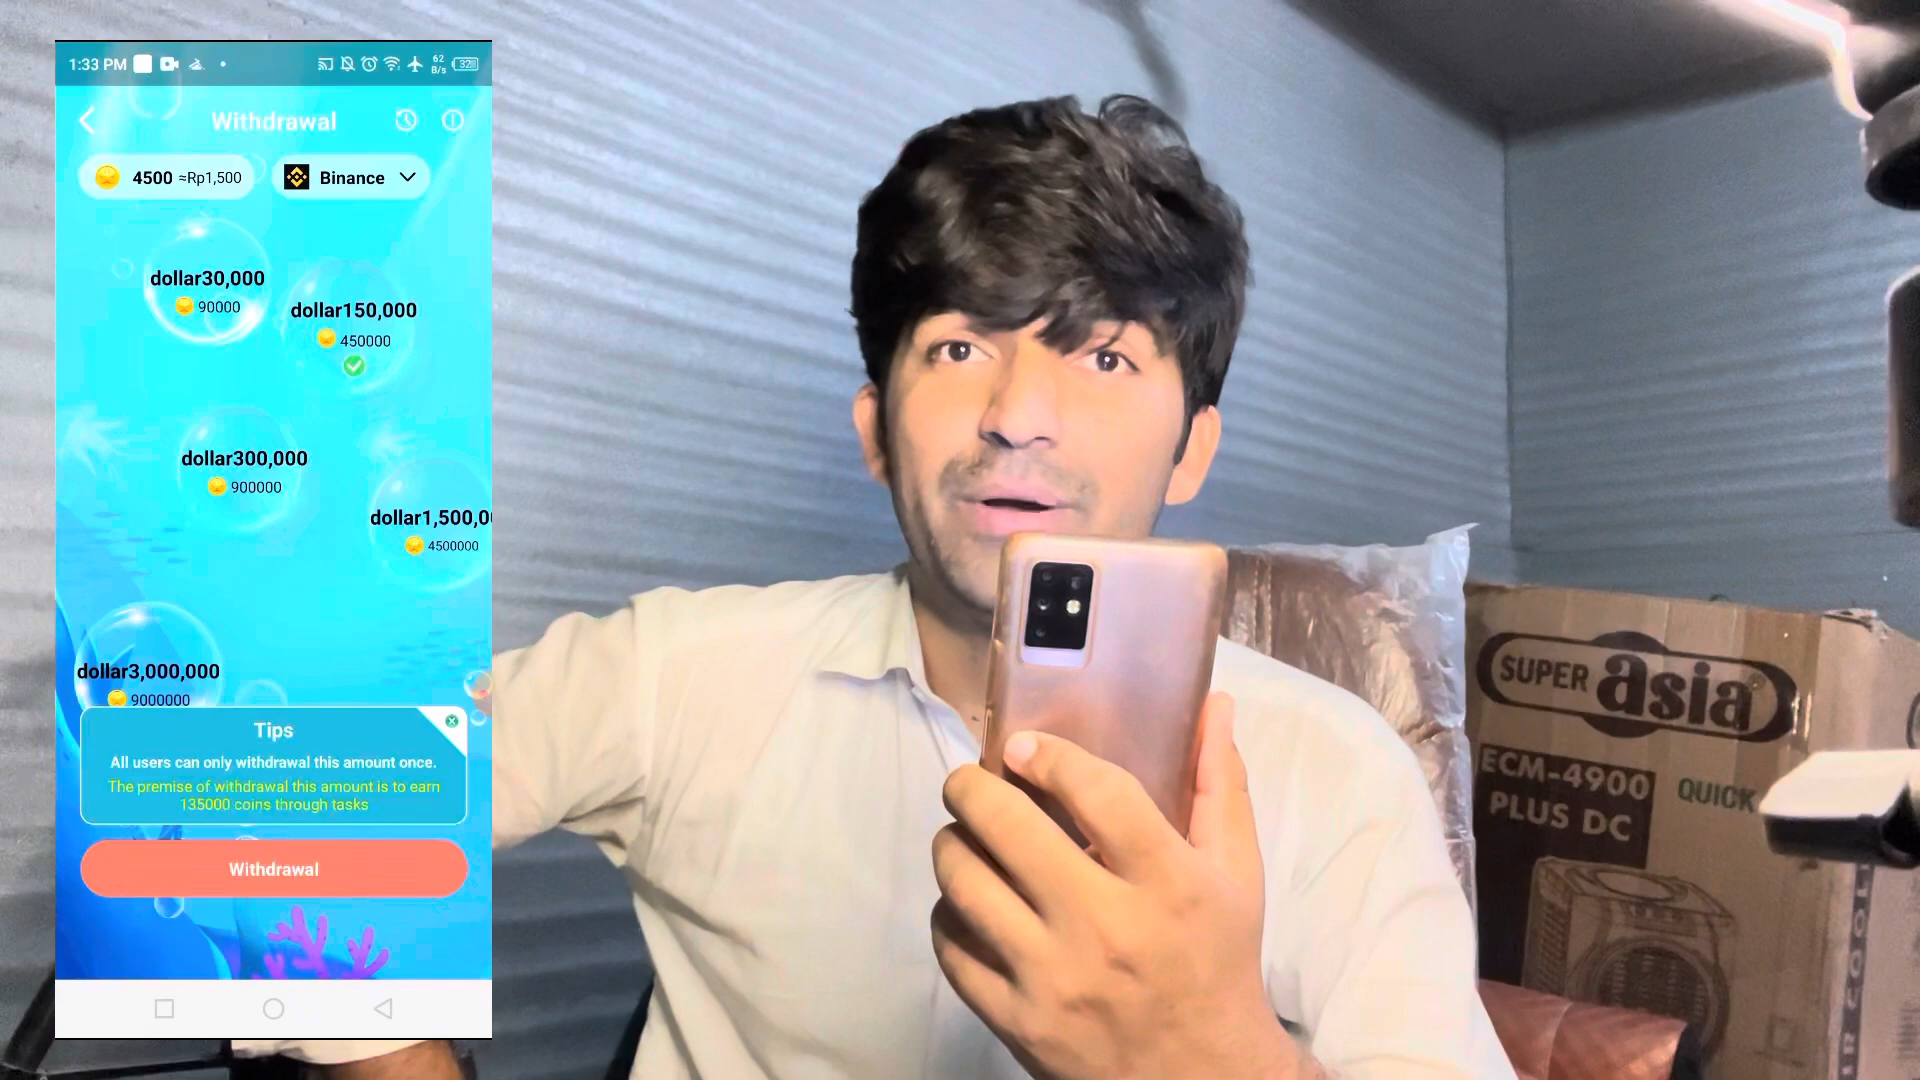 1:33 PM
62
B/s
32
Withdrawal
4500 ≈Rp1,500
Binance
dollar30,000
90000
dollar150,000
450000
dollar300,000
900000
dollar1,500,0
4500000
dollar3,000,000
9000000
Tips
All users can only withdrawal this amount once.
The premise of withdrawal this amount is to earn
135000 coins through tasks
Withdrawal
SUPER asia
ECM-4900
PLUS DC
QUICK